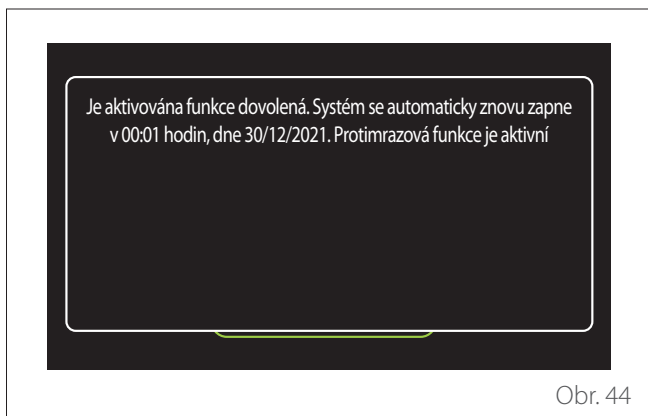 Je aktivována funkce dovolená. Systém se automaticky znovu zapne
v 00:01 hodin, dne 30/12/2021. Protimrazová funkce je aktivní
Obr. 44